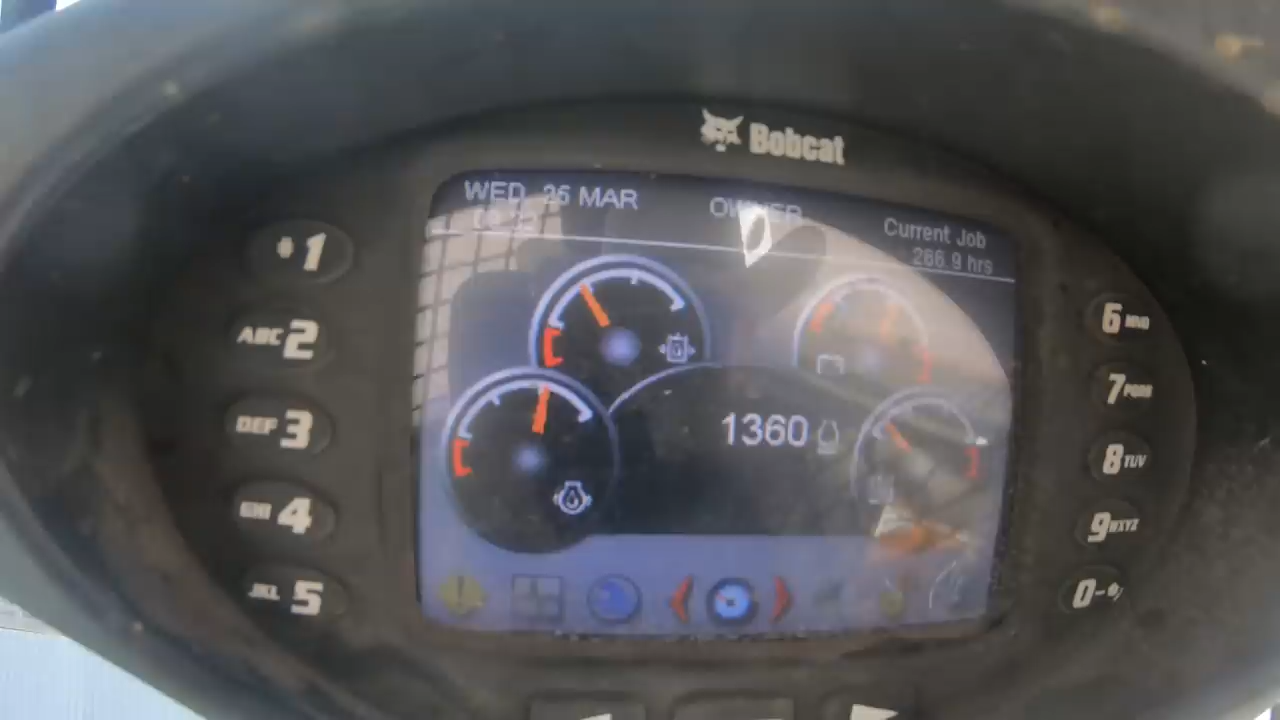 Bobcat
WED 26 MAR
OWNER
Current Job
266.9 hrs
1360
1
ABC 2
DEF 3
GHI 4
JKL 5
6 MNO
7 PQRS
8 TUV
9 WXYZ
0